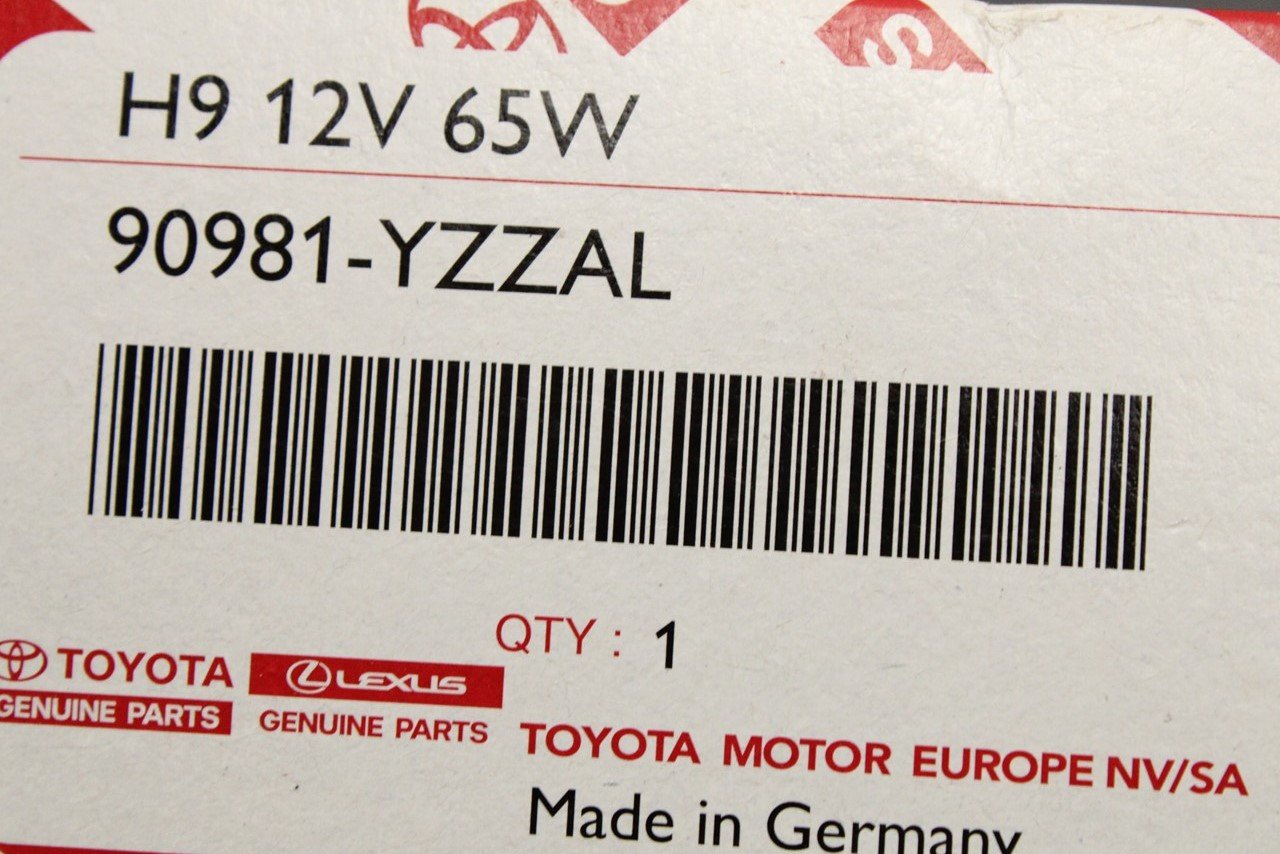 H9 12V 65W
90981-YZZAL
QTY : 1
TOYOTA
GENUINE PARTS
LEXUS
GENUINE PARTS
TOYOTA MOTOR EUROPE NV/SA
Made in Germany